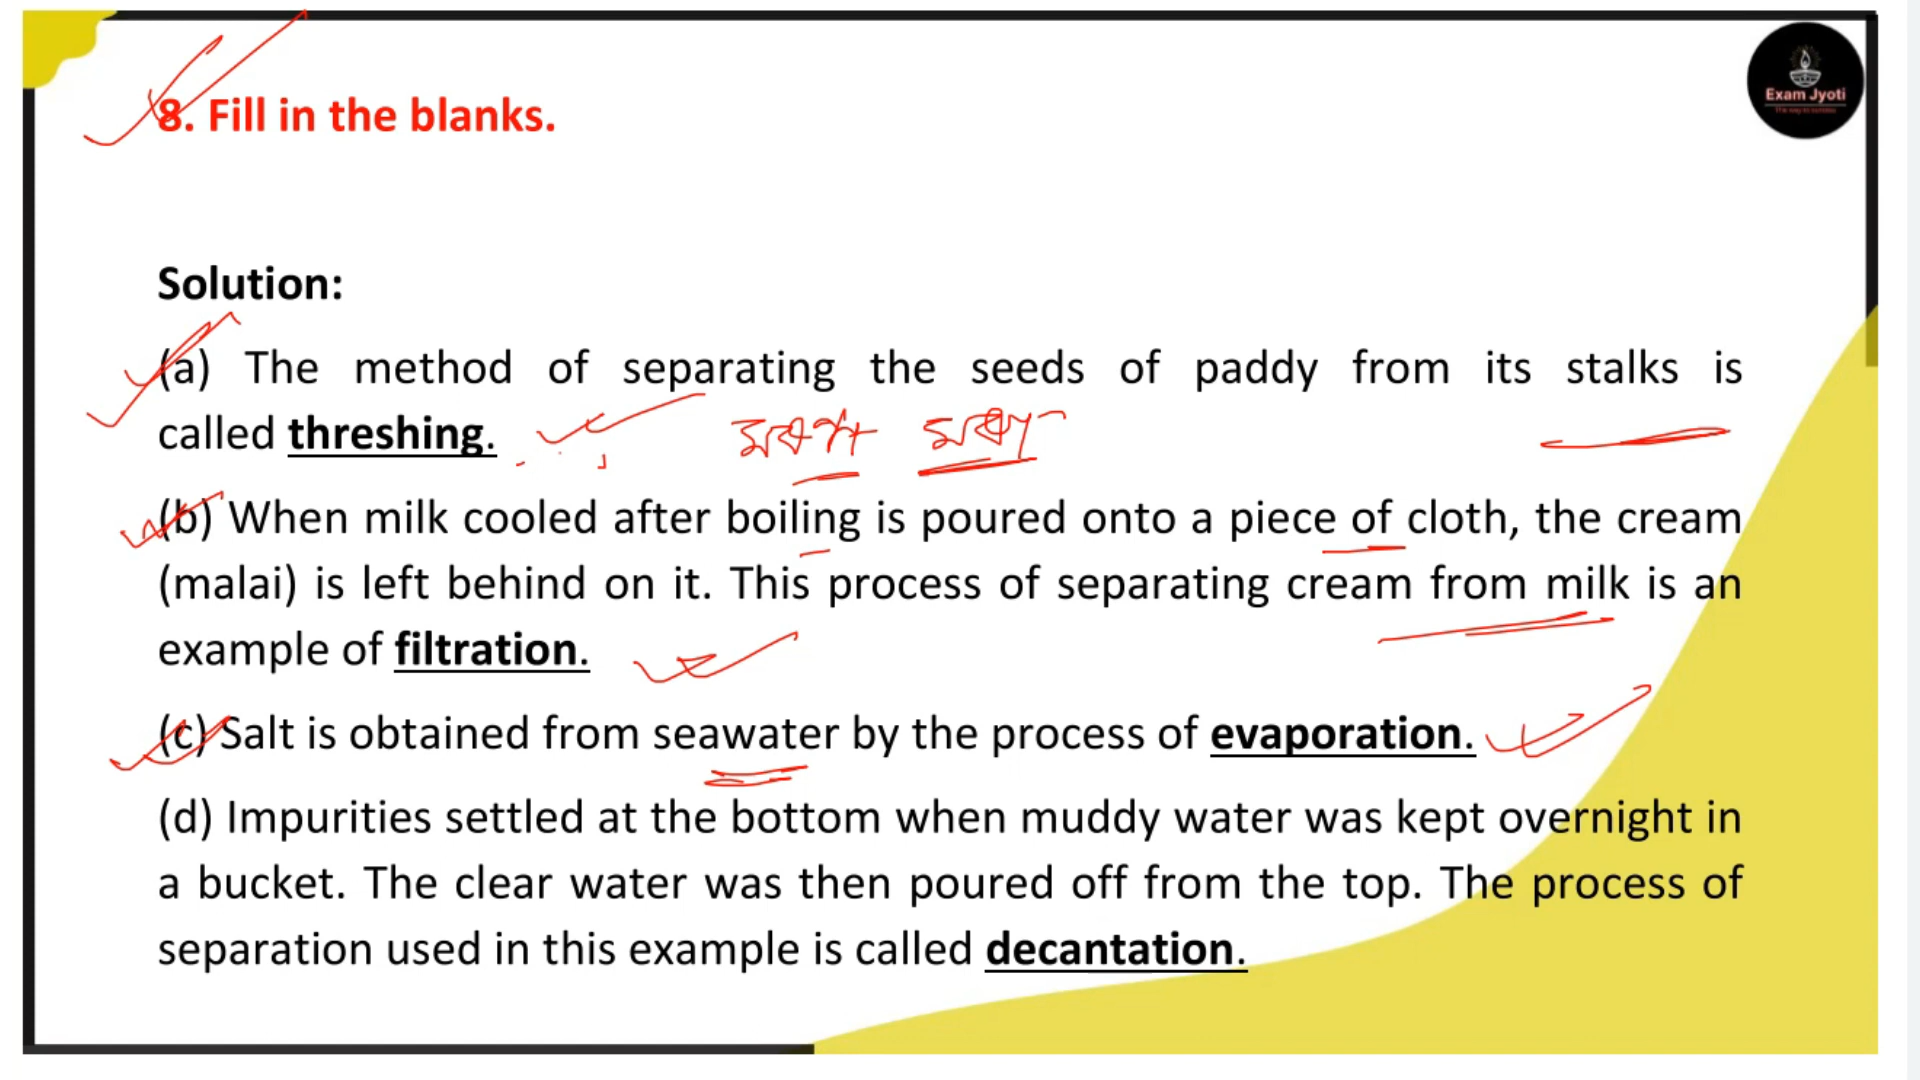 8. Fill in the blanks.
Exam Jyoti
Solution:
(a) The method of separating the seeds of paddy from its stalks is
called threshing.
(b) When milk cooled after boiling is poured onto a piece of cloth, the cream
(malai) is left behind on it. This process of separating cream from milk is an
example of filtration.
(c) Salt is obtained from seawater by the process of evaporation.
(d) Impurities settled at the bottom when muddy water was kept overnight in
a bucket. The clear water was then poured off from the top. The process of
separation used in this example is called decantation.